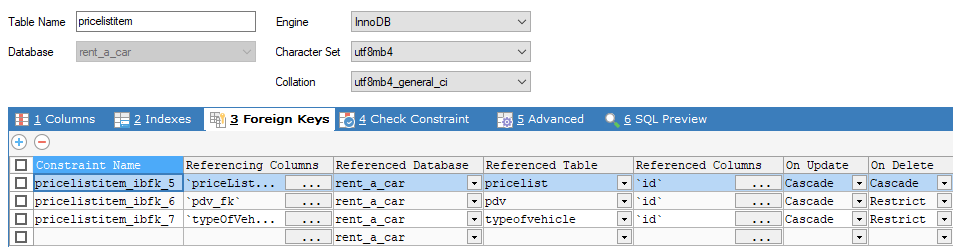 Table Name pricelistitem Engine InnoDB
Database rent_a_car Character Set utf8mb4
Collation utf8mb4_general_ci
1 Columns 2 Indexes 3 Foreign Keys 4 Check Constraint 5 Advanced 6 SQL Preview
Constraint Name Referencing Columns Referenced Database Referenced Table Referenced Columns On Update On Delete
pricelistitem_ibfk_5 `priceList... ... rent_a_car pricelist `id` ... Cascade Cascade
pricelistitem_ibfk_6 `pdv_fk` ... rent_a_car pdv `id` ... Cascade Restrict
pricelistitem_ibfk_7 `typeOfVeh... ... rent_a_car typeofvehicle `id` ... Cascade Restrict
... rent_a_car ...